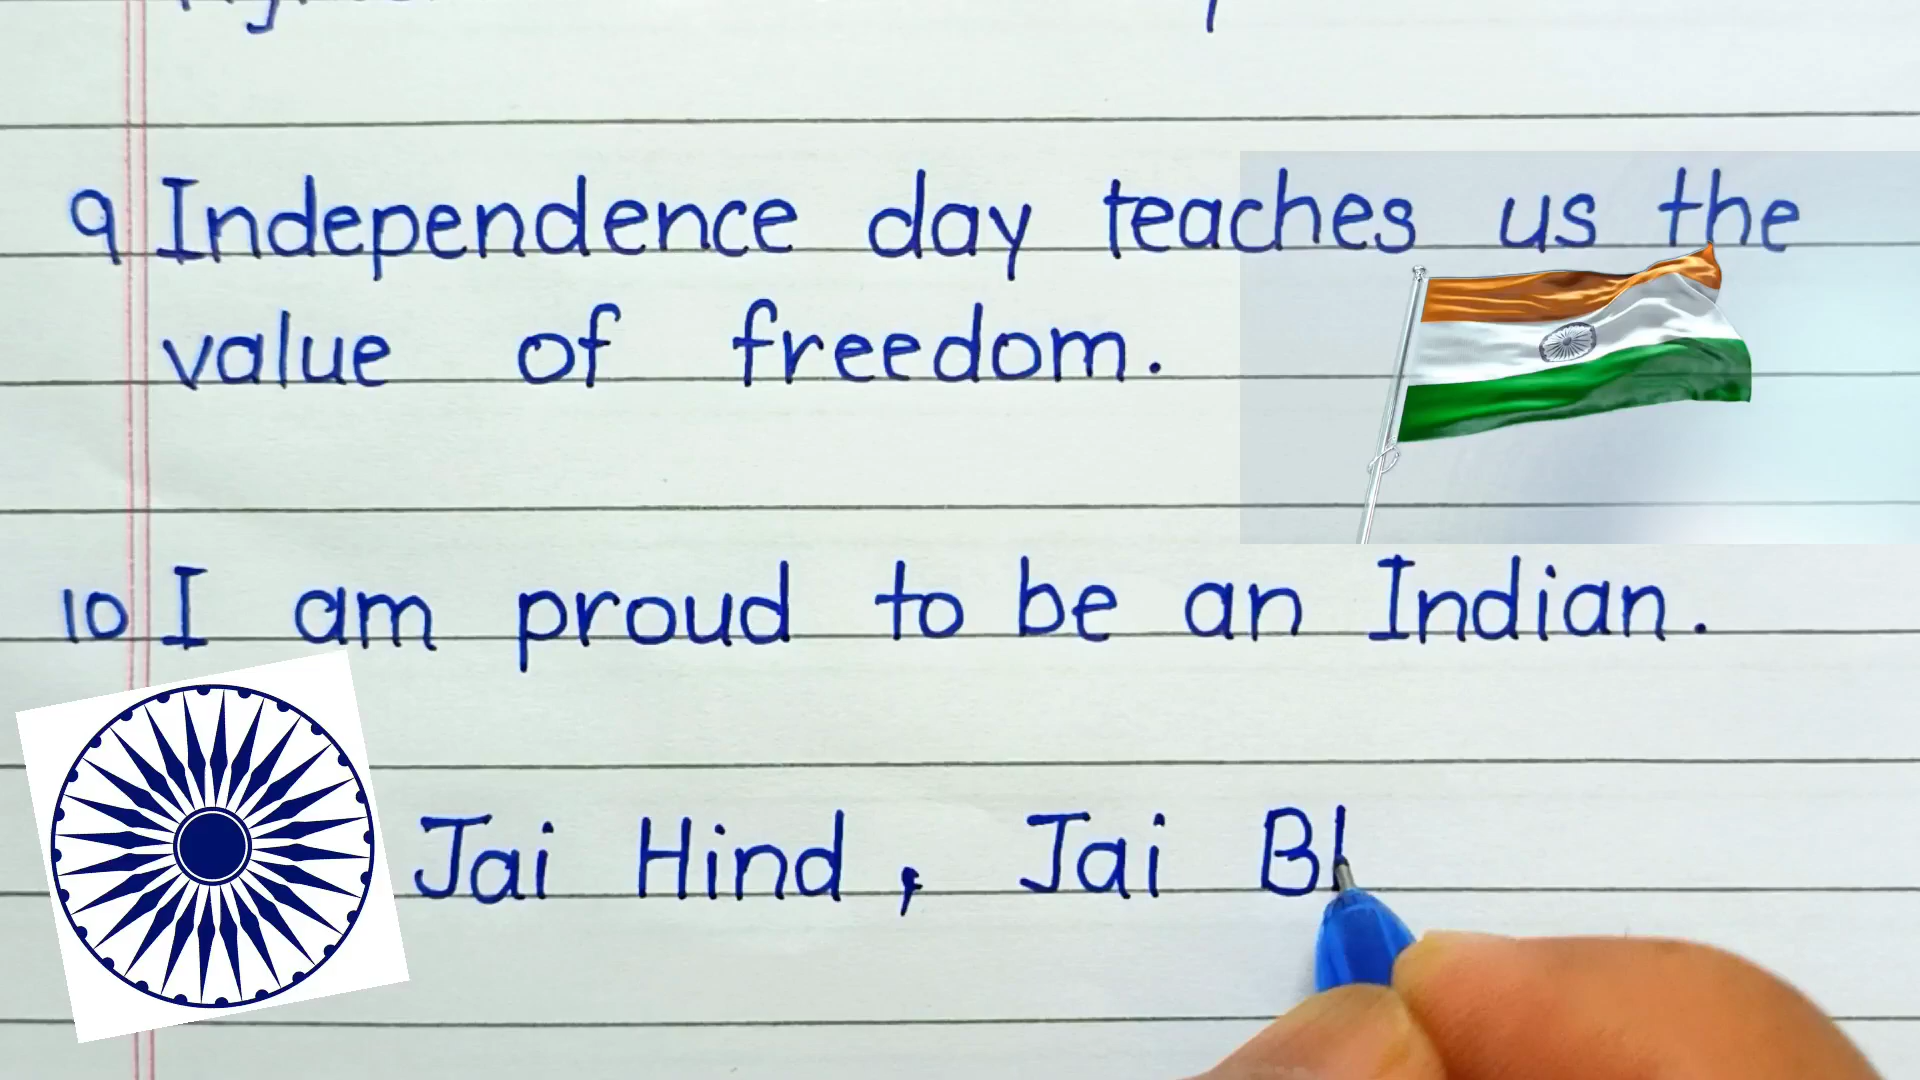 9 Independence day teaches us the
value of freedom.
10 I am proud to be an Indian.
Jai Hind, Jai